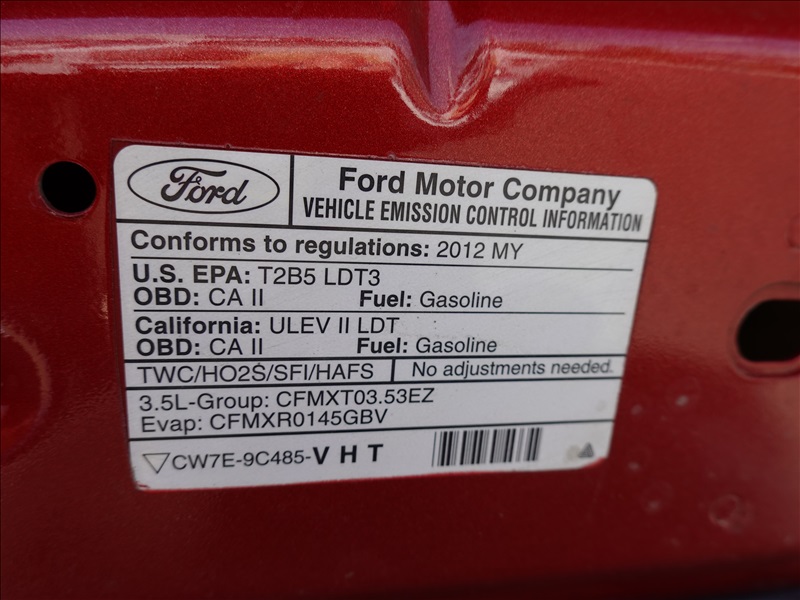 Ford
Ford Motor Company
VEHICLE EMISSION CONTROL INFORMATION
Conforms to regulations: 2012 MY
U.S. EPA: T2B5 LDT3
OBD: CA II Fuel: Gasoline
California: ULEV II LDT
OBD: CA II Fuel: Gasoline
TWC/HO2S/SFI/HAFS No adjustments needed.
3.5L-Group: CFMXT03.53EZ
Evap: CFMXR0145GBV
CW7E-9C485-V H T